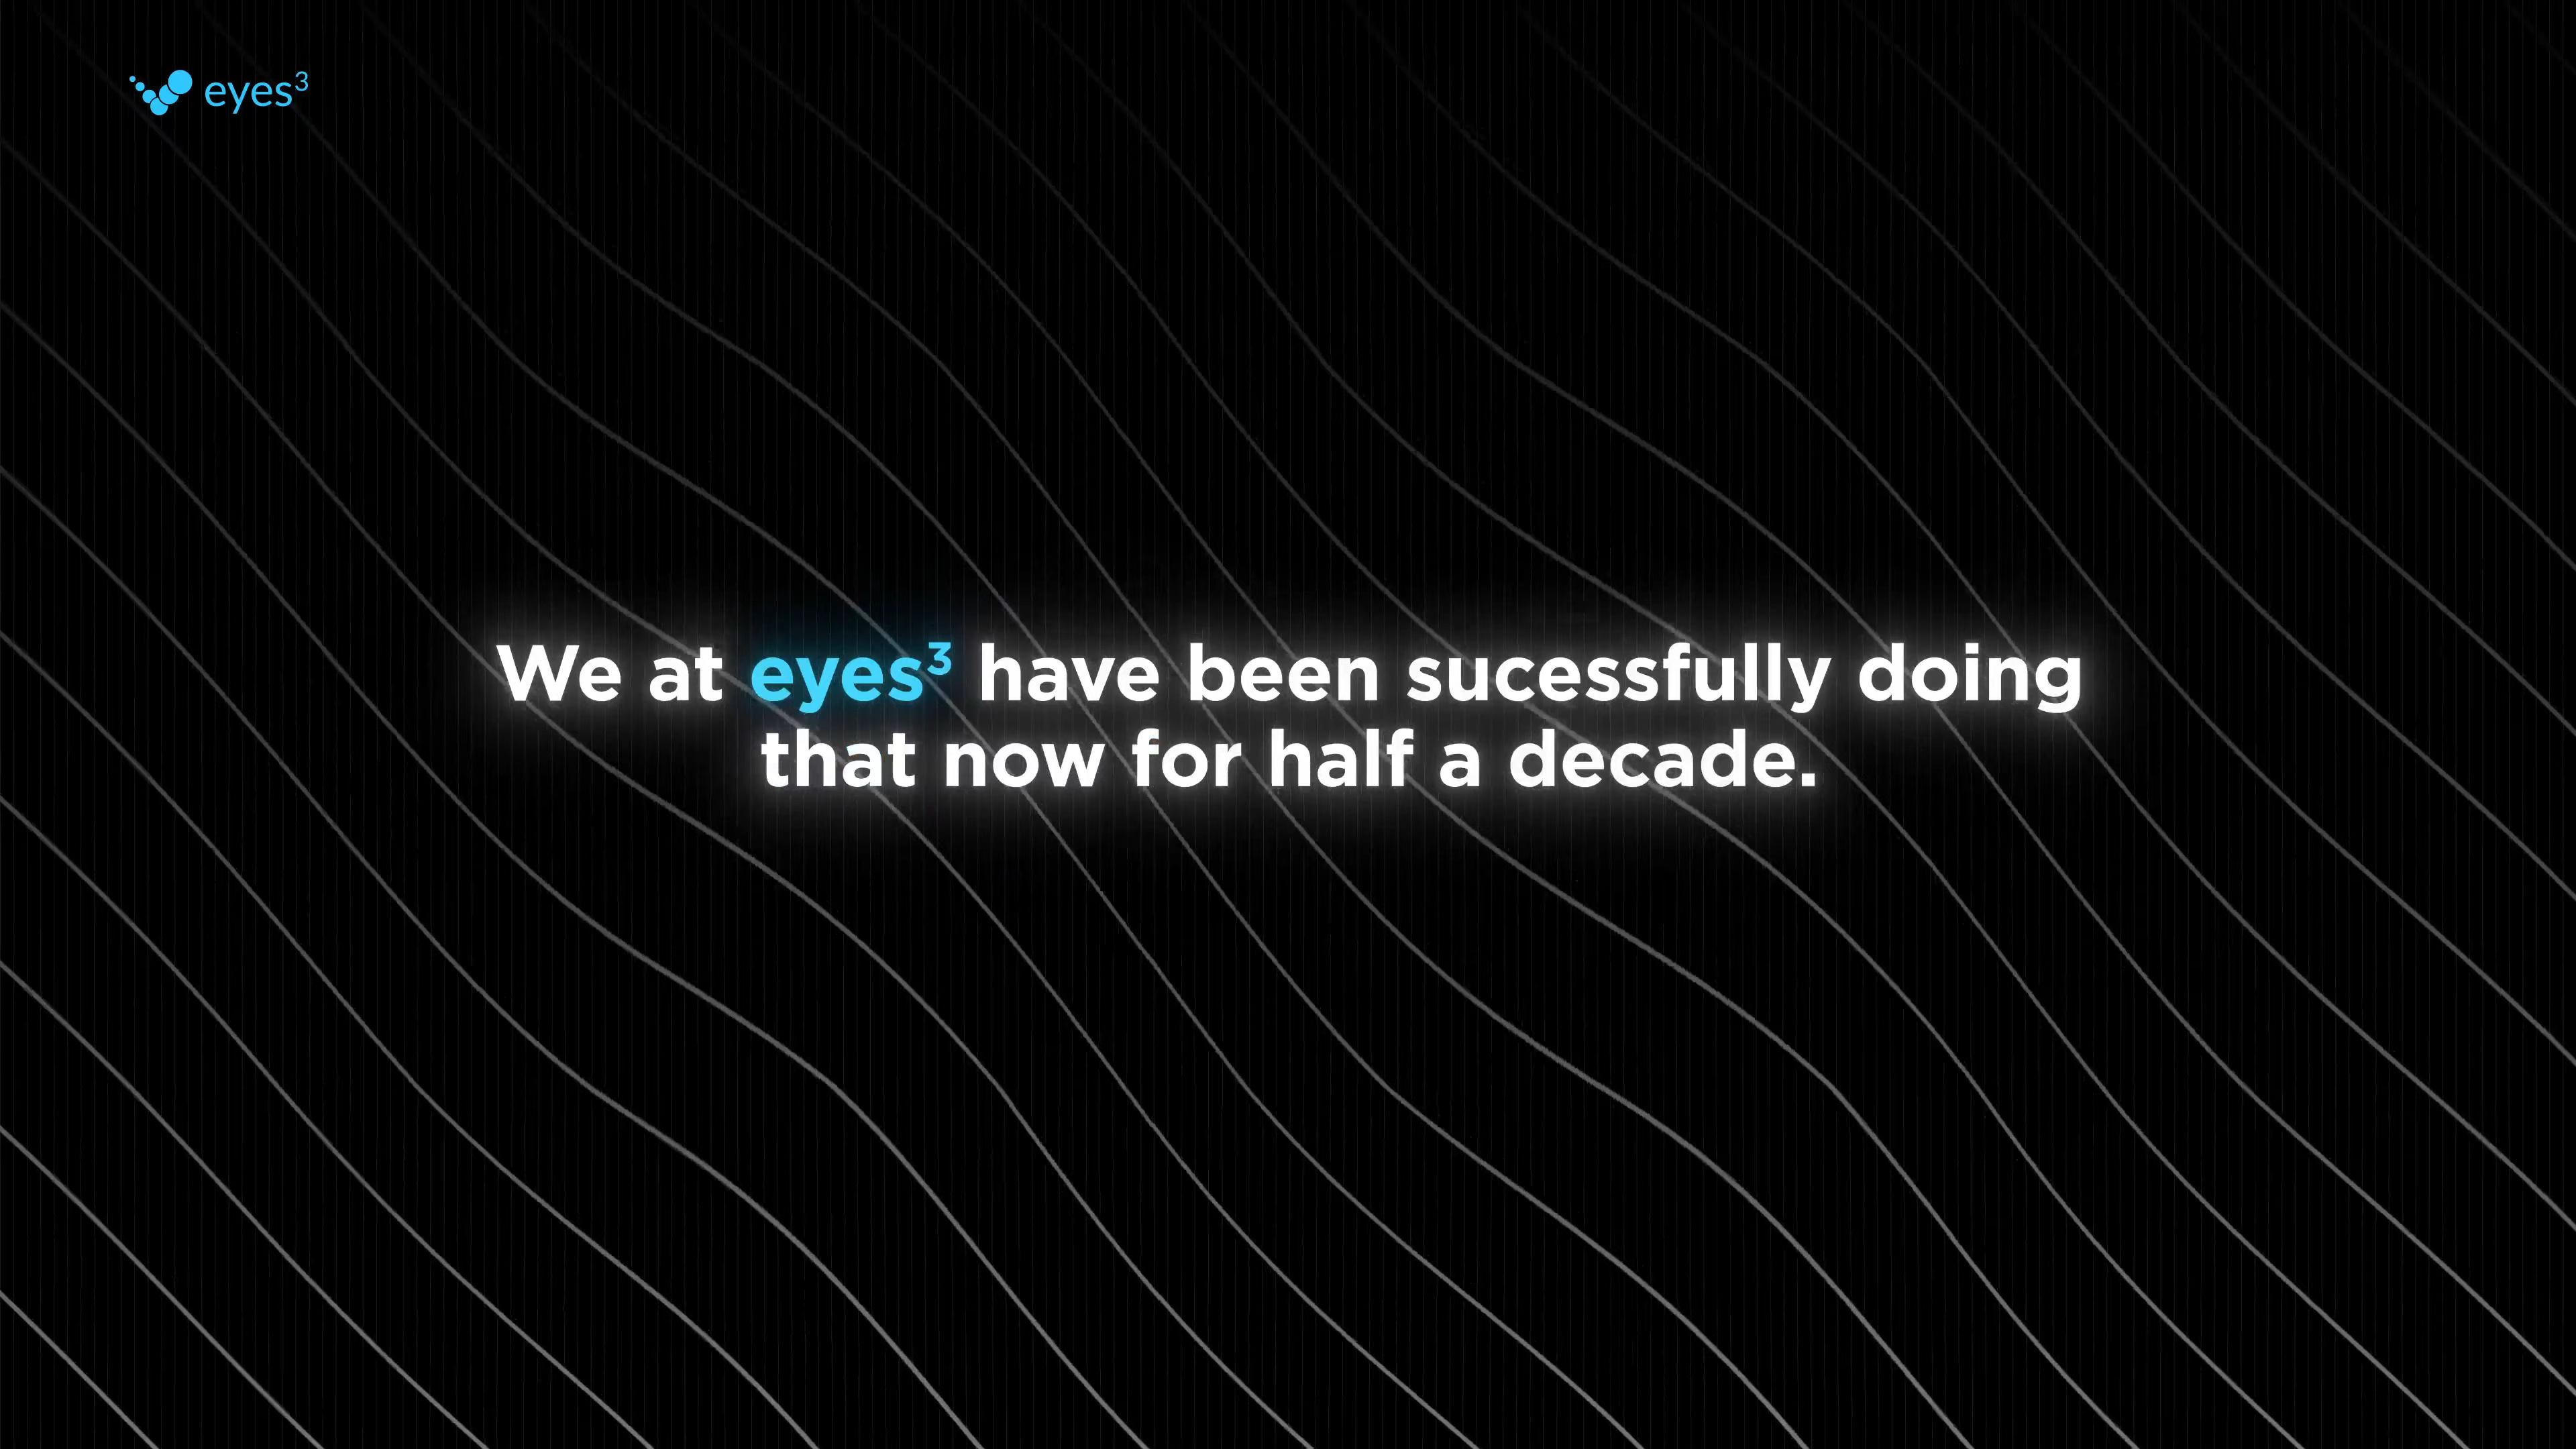 eyes³
We at eyes³ have been sucessfully doing
that now for half a decade.